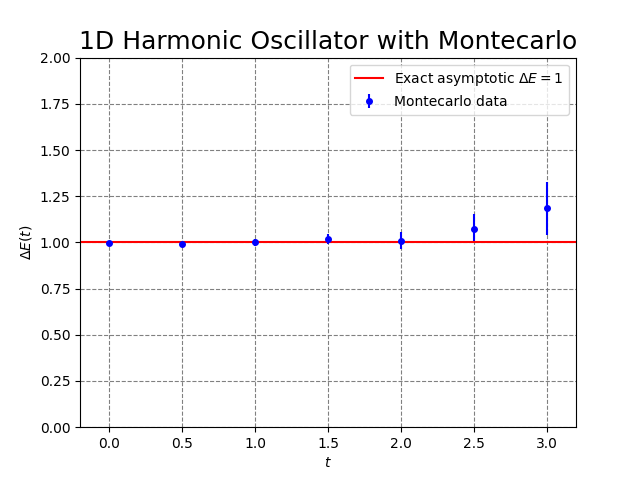 1D Harmonic Oscillator with Montecarlo
Exact asymptotic ΔE = 1
Montecarlo data
2.00
1.75
1.50
1.25
1.00
0.75
0.50
0.25
0.00
ΔE(t)
0.0 0.5 1.0 1.5 2.0 2.5 3.0
t